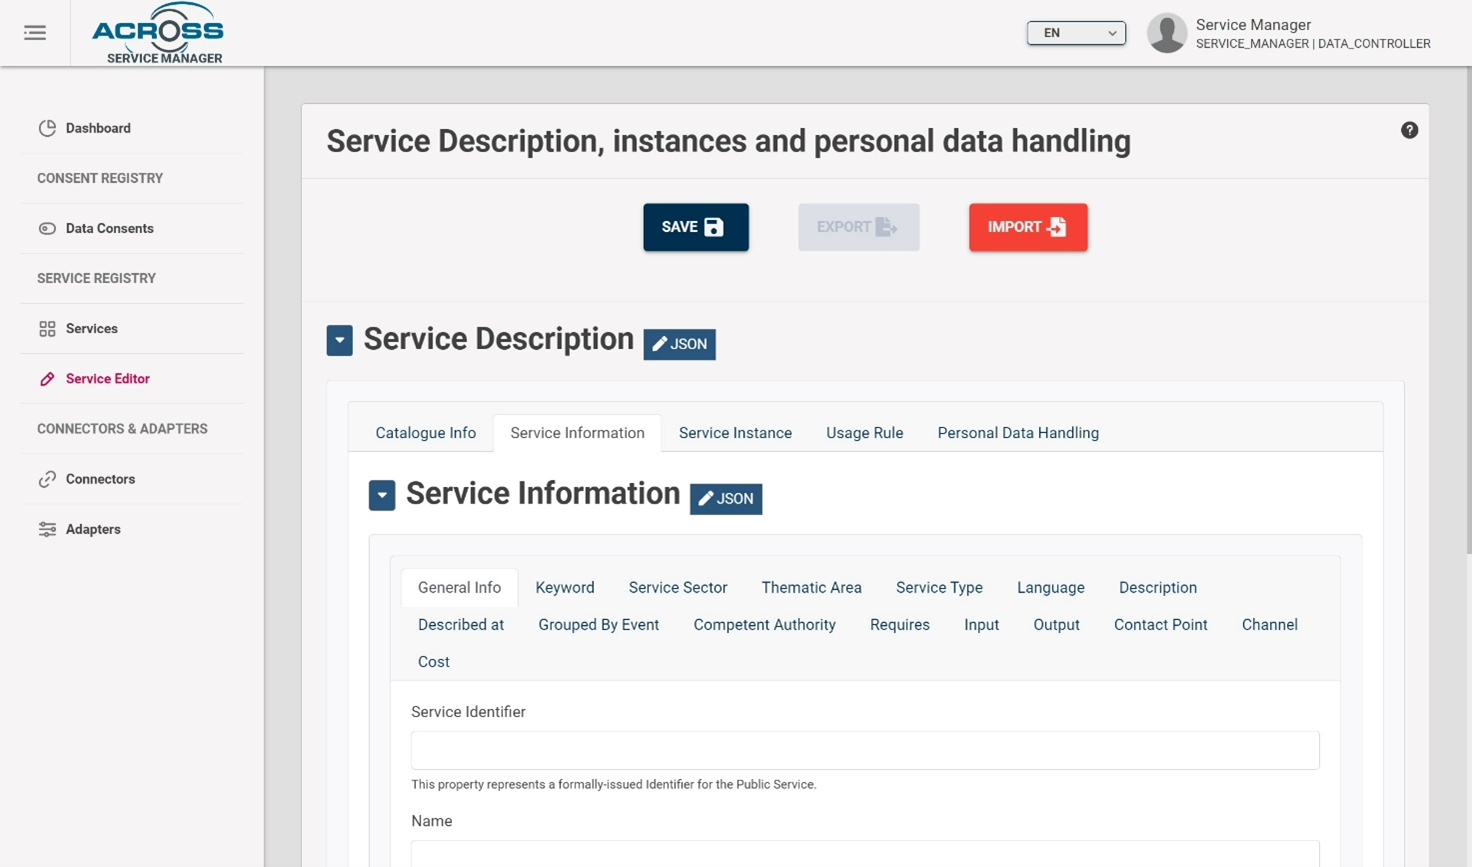 ACROSS
SERVICE MANAGER
EN
Service Manager
SERVICE_MANAGER | DATA_CONTROLLER
Dashboard
CONSENT REGISTRY
Data Consents
SERVICE REGISTRY
Services
Service Editor
CONNECTORS & ADAPTERS
Connectors
Adapters
Service Description, instances and personal data handling
?
SAVE EXPORT IMPORT
Service Description JSON
Catalogue Info Service Information Service Instance Usage Rule Personal Data Handling
Service Information JSON
General Info Keyword Service Sector Thematic Area Service Type Language Description
Described at Grouped By Event Competent Authority Requires Input Output Contact Point Channel
Cost
Service Identifier
This property represents a formally-issued Identifier for the Public Service.
Name